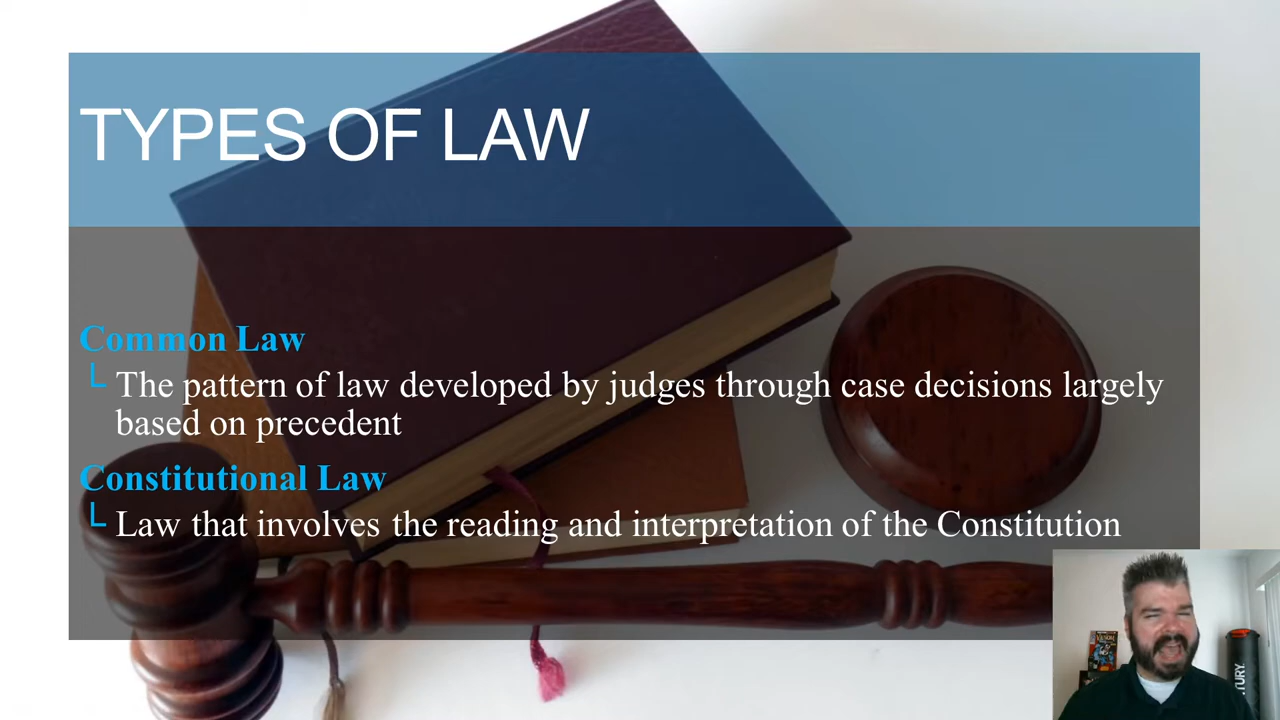 TYPES OF LAW
Common Law
The pattern of law developed by judges through case decisions largely
based on precedent
Constitutional Law
Law that involves the reading and interpretation of the Constitution
TURY